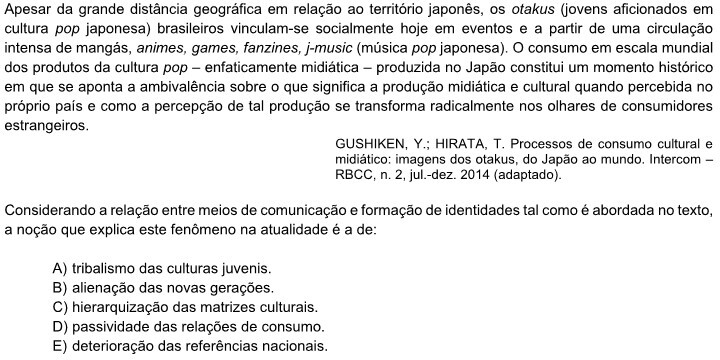 Apesar da grande distância geográfica em relação ao território japonês, os otakus (jovens aficionados em
cultura pop japonesa) brasileiros vinculam-se socialmente hoje em eventos e a partir de uma circulação
intensa de mangás, animes, games, fanzines, j-music (música pop japonesa). O consumo em escala mundial
dos produtos da cultura pop – enfaticamente midiática – produzida no Japão constitui um momento histórico
em que se aponta a ambivalência sobre o que significa a produção midiática e cultural quando percebida no
próprio país e como a percepção de tal produção se transforma radicalmente nos olhares de consumidores
estrangeiros.
GUSHIKEN, Y.; HIRATA, T. Processos de consumo cultural e
midiático: imagens dos otakus, do Japão ao mundo. Intercom –
RBCC, n. 2, jul.-dez. 2014 (adaptado).
Considerando a relação entre meios de comunicação e formação de identidades tal como é abordada no texto,
a noção que explica este fenômeno na atualidade é a de:
A) tribalismo das culturas juvenis.
B) alienação das novas gerações.
C) hierarquização das matrizes culturais.
D) passividade das relações de consumo.
E) deterioração das referências nacionais.